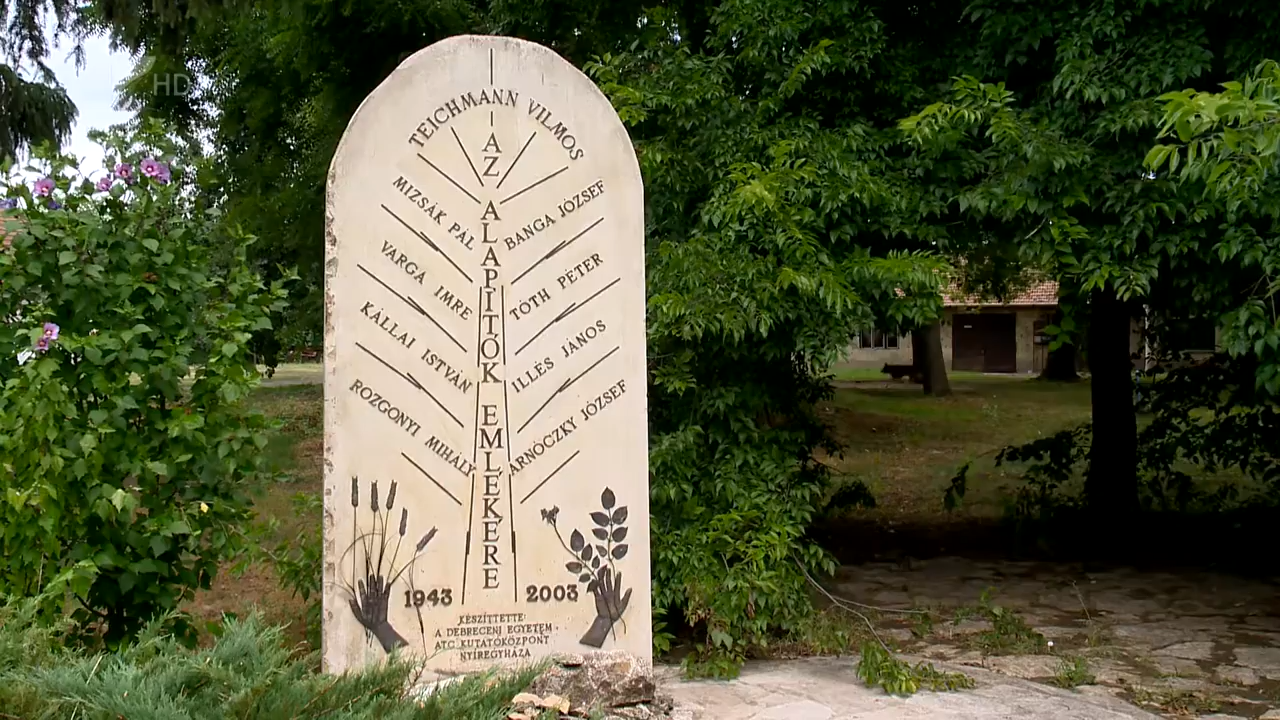 HD
TEICHMANN VILMOS
AZ ALAPÍTÓK EMLÉKÉRE
MIZSÁK PÁL
BANGA JÓZSEF
VARGA IMRE
TÓTH PÉTER
KÁLLAI ISTVÁN
ILLÉS JÁNOS
ROZGONYI MIHÁLY
ARNÓCZKY JÓZSEF
1943 2003
KÉSZÍTTETTE:
A DEBRECENI EGYETEM
ATC KUTATÓKÖZPONT
NYÍREGYHÁZA